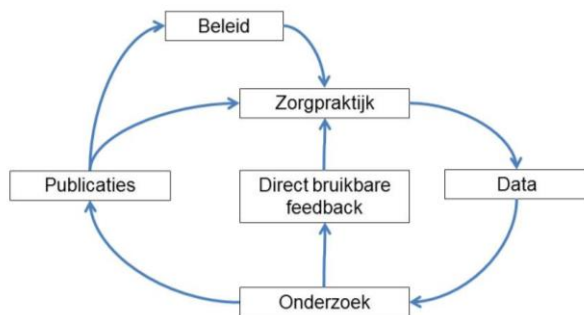 Beleid
Zorgpraktijk
Publicaties
Direct bruikbare
feedback
Data
Onderzoek